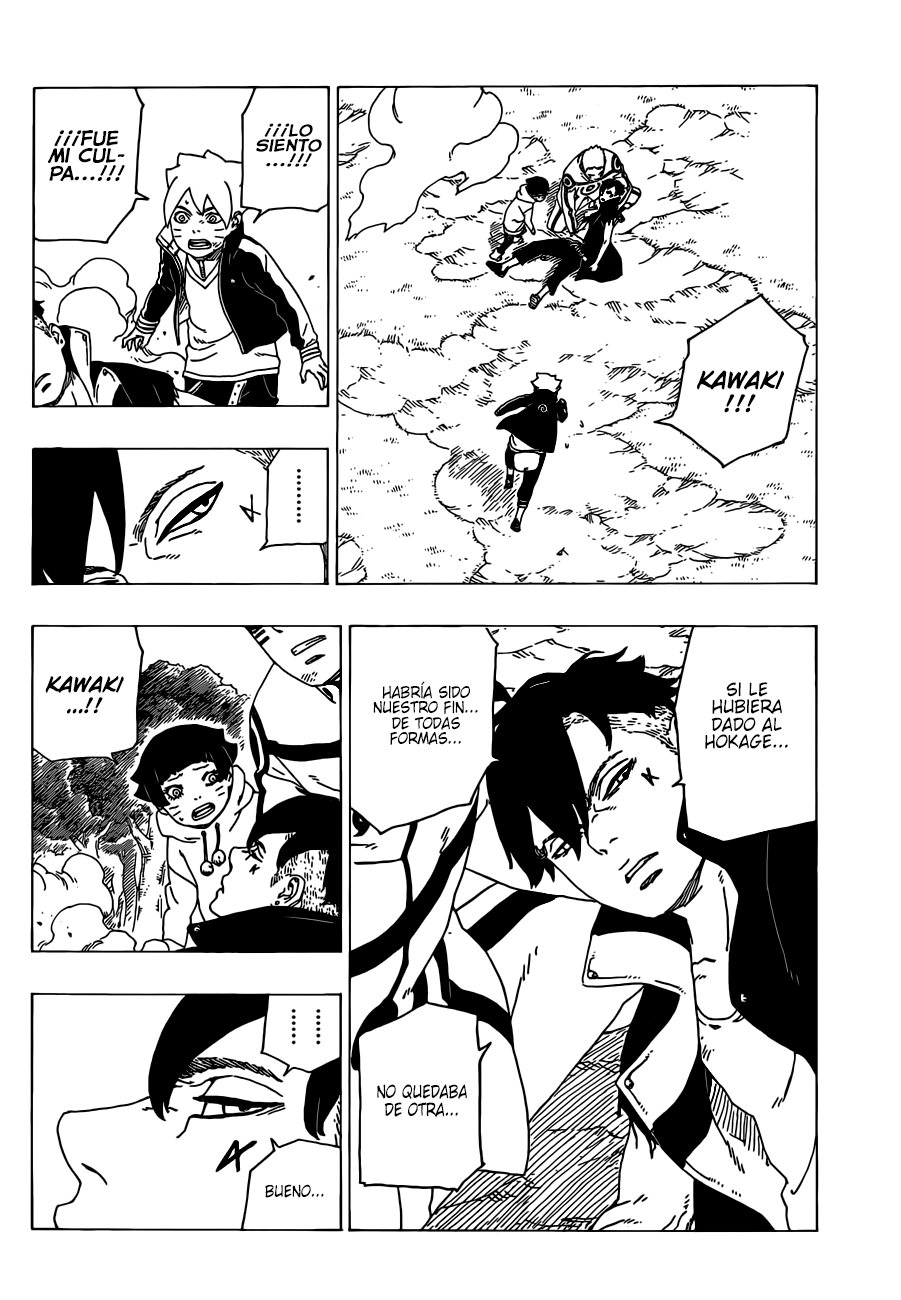 KAWAKI
!!!
¡¡¡LO
SIENTO
...!!!
¡¡¡FUE
MI CUL-
PA...!!!
........
SI LE
HUBIERA
DADO AL
HOKAGE...
HABRÍA SIDO
NUESTRO FIN...
DE TODAS
FORMAS...
NO QUEDABA
DE OTRA...
KAWAKI
...!!
......
......
BUENO...